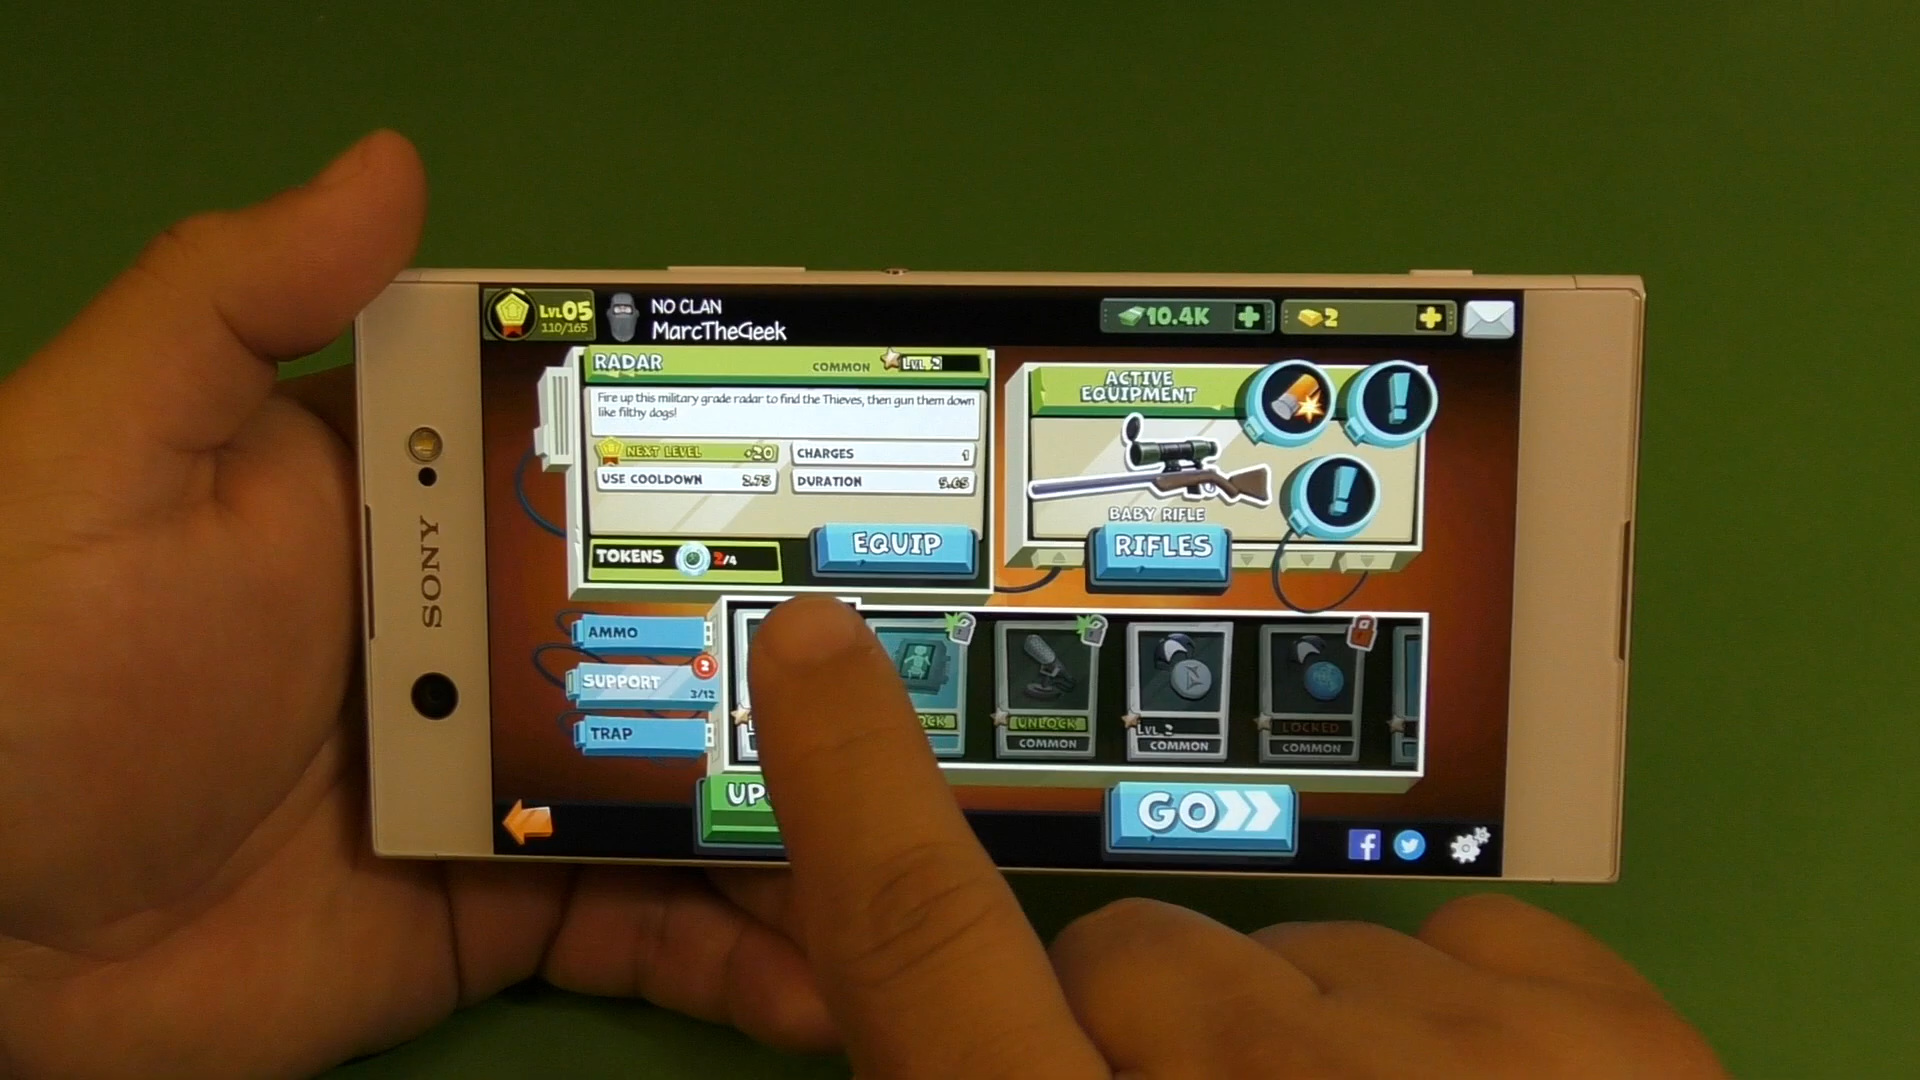 SONY
LVL05
110/165
NO CLAN
MarcTheGeek
10.4K
2
RADAR
COMMON
LVL 2
Fire up this military grade radar to find the Thieves, then gun them down
like filthy dogs!
NEXT LEVEL +20
CHARGES 1
USE COOLDOWN 2.75
DURATION 5.65
TOKENS 2/4
EQUIP
ACTIVE
EQUIPMENT
BABY RIFLE
RIFLES
AMMO
SUPPORT
2
3/12
TRAP
UNLOCK
COMMON
LVL 2
COMMON
LOCKED
COMMON
GO